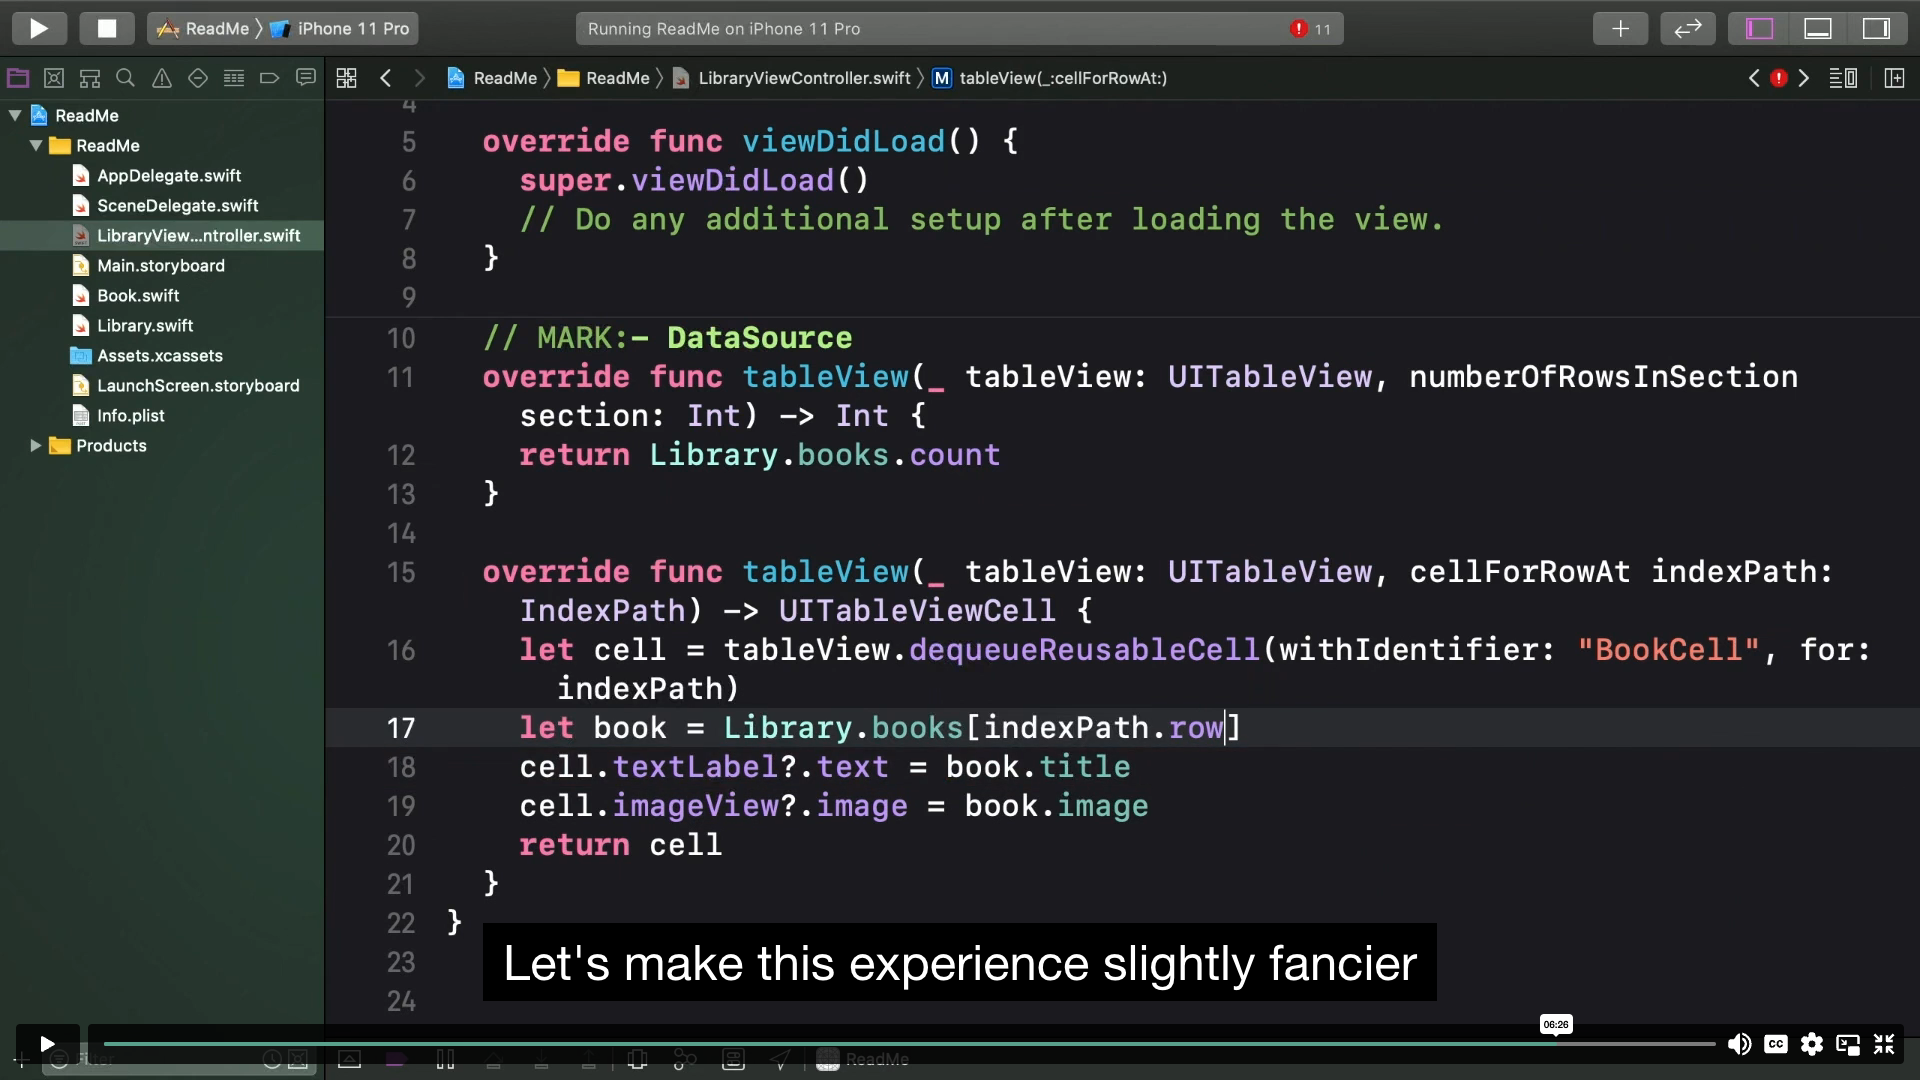 ReadMe 〉 iPhone 11 Pro
Running ReadMe on iPhone 11 Pro
11
ReadMe 〉 ReadMe 〉 LibraryViewController.swift 〉 M tableView(_:cellForRowAt:)
ReadMe
ReadMe
AppDelegate.swift
SceneDelegate.swift
LibraryView...ntroller.swift
Main.storyboard
Book.swift
Library.swift
Assets.xcassets
LaunchScreen.storyboard
Info.plist
Products
4
5 override func viewDidLoad() {
6 super.viewDidLoad()
7 // Do any additional setup after loading the view.
8 }
9
10 // MARK:- DataSource
11 override func tableView(_ tableView: UITableView, numberOfRowsInSection
section: Int) -> Int {
12 return Library.books.count
13 }
14
15 override func tableView(_ tableView: UITableView, cellForRowAt indexPath:
IndexPath) -> UITableViewCell {
16 let cell = tableView.dequeueReusableCell(withIdentifier: "BookCell", for:
indexPath)
17 let book = Library.books[indexPath.row]
18 cell.textLabel?.text = book.title
19 cell.imageView?.image = book.image
20 return cell
21 }
22 }
23
24
Let's make this experience slightly fancier
06:26
CC
Filter
ReadMe